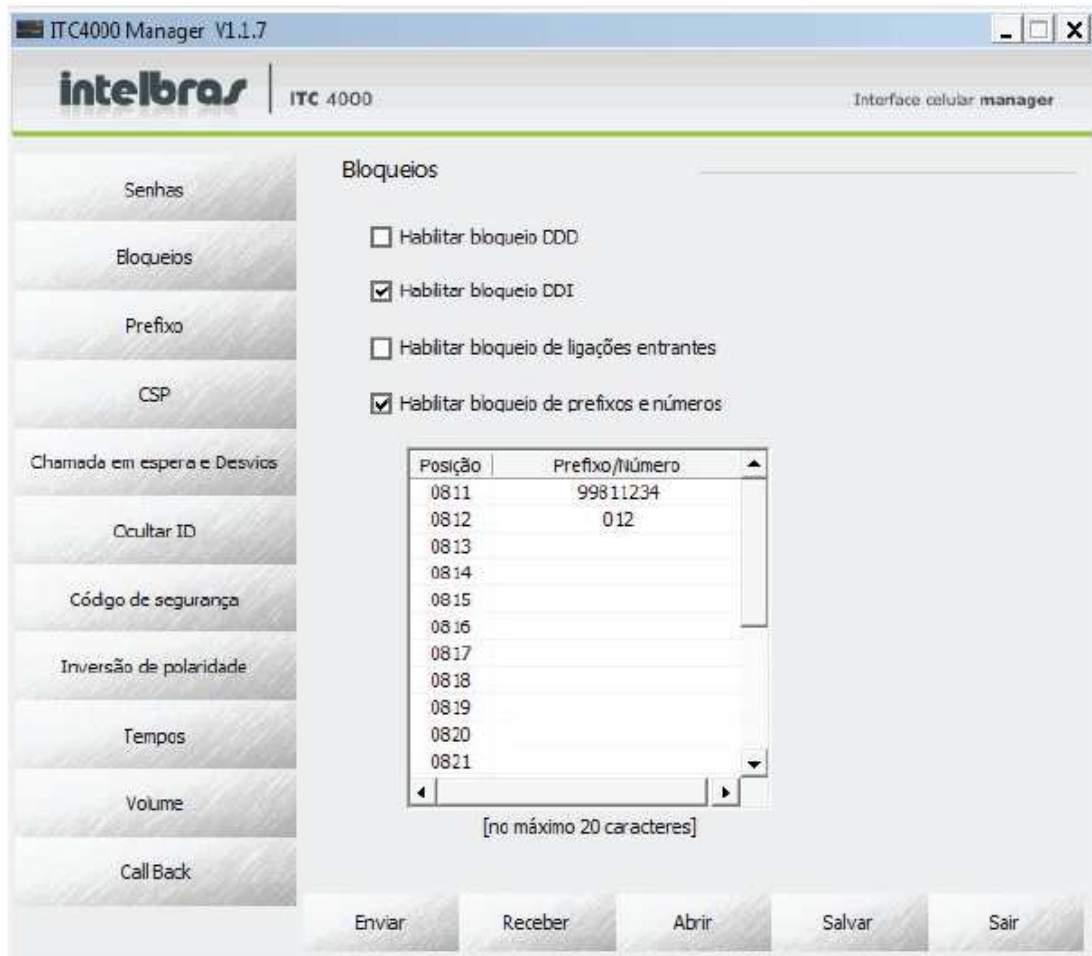 ITC4000 Manager V1.1.7
intelbras
ITC 4000
Interface celular manager
Senhas
Bloqueios
Prefixo
CSP
Chamada em espera e Desvios
Ocultar ID
Código de segurança
Inversão de polaridade
Tempos
Volume
Call Back
Bloqueios
Habilitar bloqueio DDD
Habilitar bloqueio DDI
Habilitar bloqueio de ligações entrantes
Habilitar bloqueio de prefixos e números
Posição Prefixo/Número
0811 99811234
0812 012
0813
0814
0815
0816
0817
0818
0819
0820
0821
[no máximo 20 caracteres]
Enviar Receber Abrir Salvar Sair